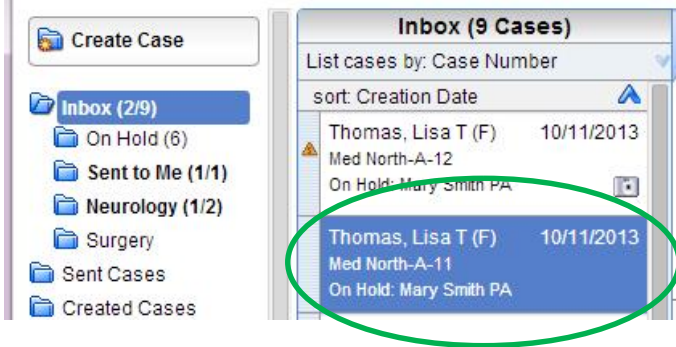 Create Case
Inbox (2/9)
On Hold (6)
Sent to Me (1/1)
Neurology (1/2)
Surgery
Sent Cases
Created Cases
Inbox (9 Cases)
List cases by: Case Number
sort: Creation Date
Thomas, Lisa T (F) 10/11/2013
Med North-A-12
On Hold: Mary Smith PA
Thomas, Lisa T (F) 10/11/2013
Med North-A-11
On Hold: Mary Smith PA